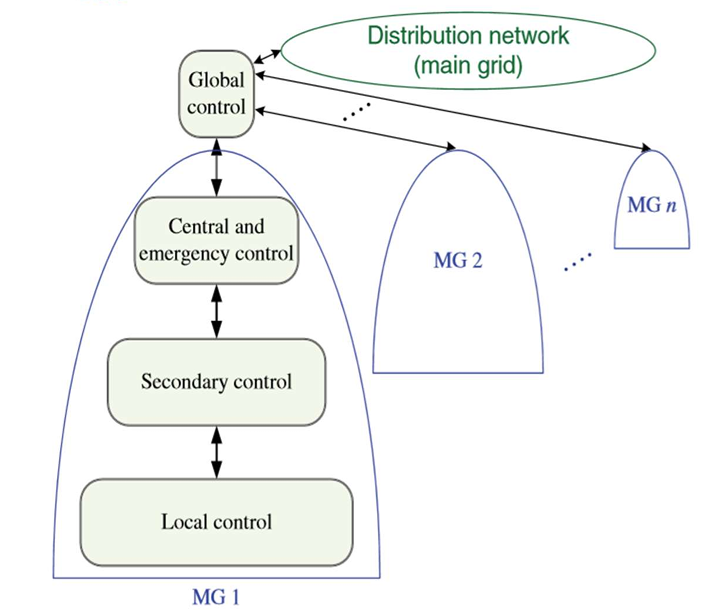 Distribution network
(main grid)
Global
control
Central and
emergency control
MG n
MG 2
Secondary control
Local control
MG 1